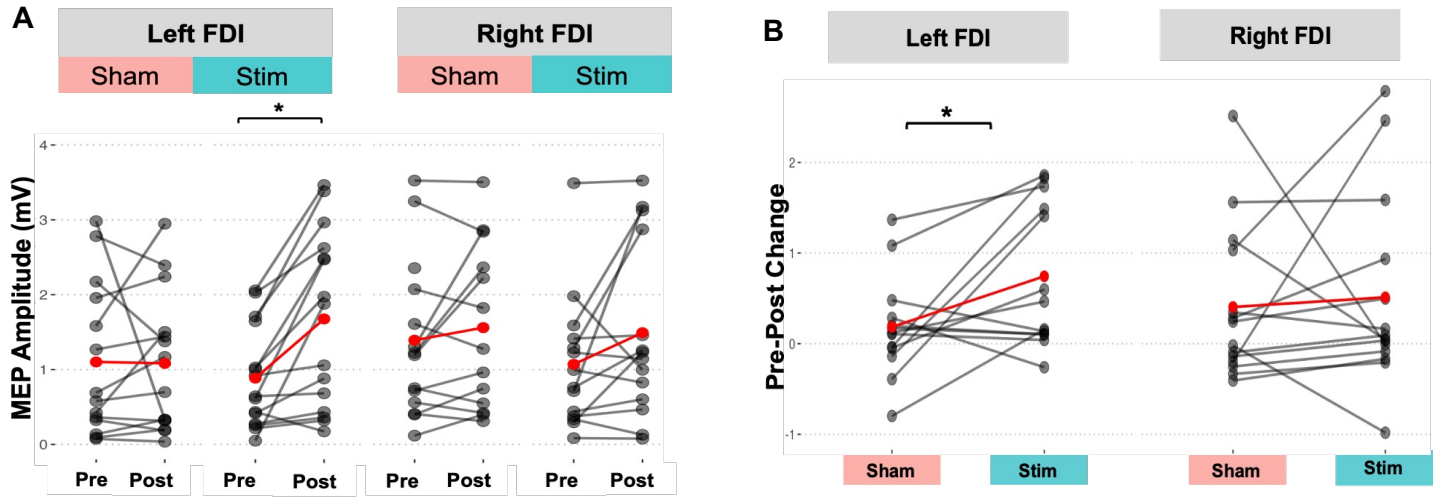 A
Left FDI
Right FDI
Sham Stim
Sham Stim
*
MEP Amplitude (mV)
4
3
2
1
0
Pre Post
Pre Post
Pre Post
Pre Post
B
Left FDI
Right FDI
*
Pre-Post Change
2
1
0
-1
Sham Stim
Sham Stim